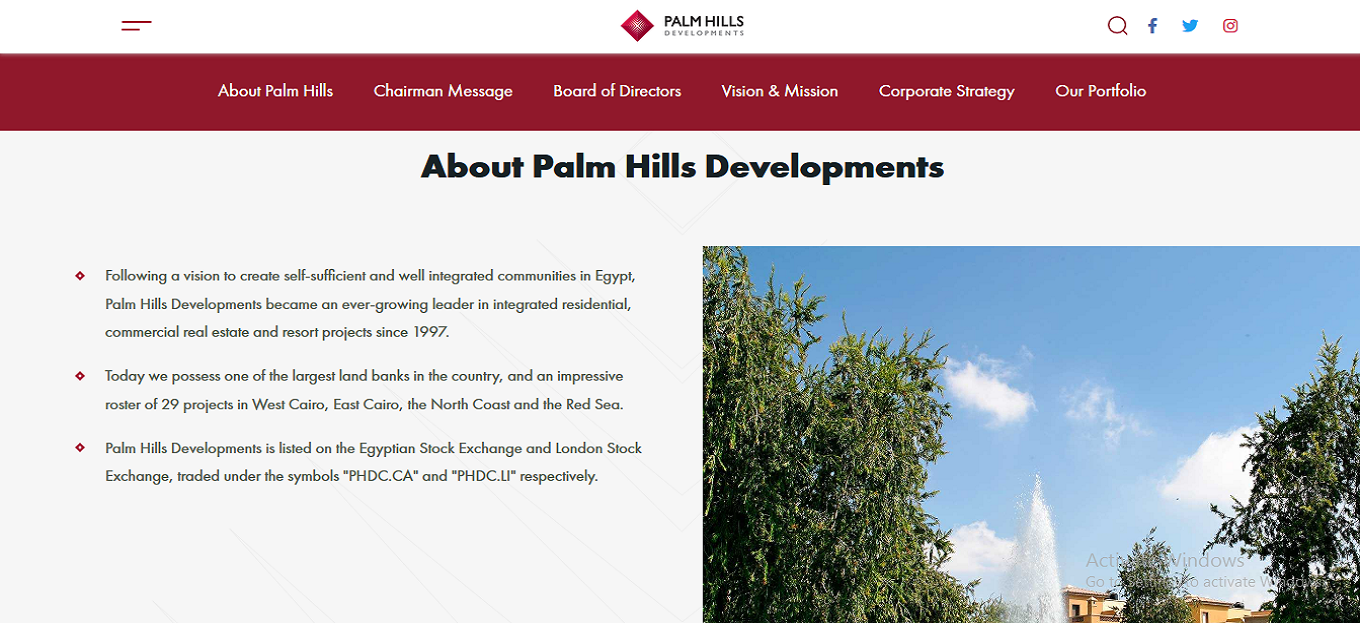 PALM HILLS
DEVELOPMENTS
About Palm Hills
Chairman Message
Board of Directors
Vision & Mission
Corporate Strategy
Our Portfolio
About Palm Hills Developments
Following a vision to create self-sufficient and well integrated communities in Egypt,
Palm Hills Developments became an ever-growing leader in integrated residential,
commercial real estate and resort projects since 1997.
Today we possess one of the largest land banks in the country, and an impressive
roster of 29 projects in West Cairo, East Cairo, the North Coast and the Red Sea.
Palm Hills Developments is listed on the Egyptian Stock Exchange and London Stock
Exchange, traded under the symbols "PHDC.CA" and "PHDC.LI" respectively.
Activate Windows
Go to Settings to activate Windows.